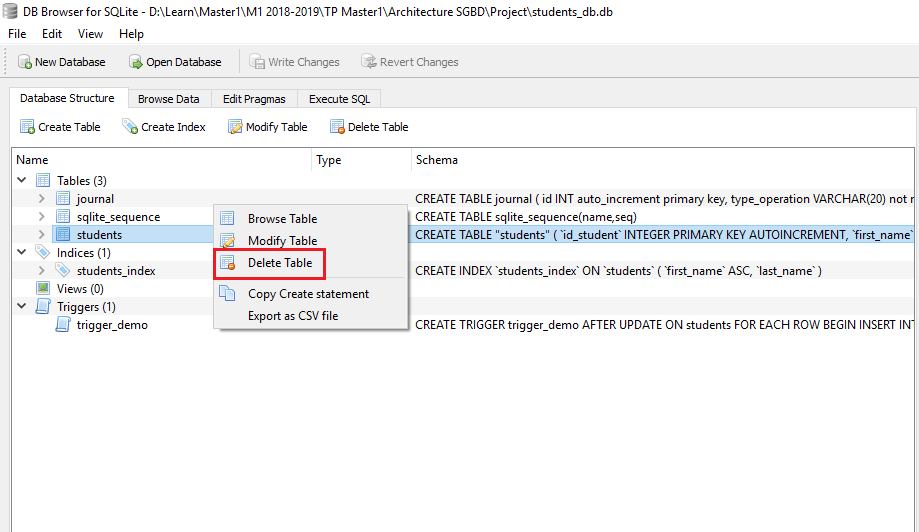 DB Browser for SQLite - D:\Learn\Master1\M1 2018-2019\TP Master1\Architecture SGBD\Project\students_db.db
File Edit View Help
New Database Open Database Write Changes Revert Changes
Database Structure Browse Data Edit Pragmas Execute SQL
Create Table Create Index Modify Table Delete Table
Name Type Schema
Tables (3)
journal CREATE TABLE journal ( id INT auto_increment primary key, type_operation VARCHAR(20) not n
sqlite_sequence CREATE TABLE sqlite_sequence(name,seq)
students CREATE TABLE "students" ( `id_student` INTEGER PRIMARY KEY AUTOINCREMENT, `first_name`
Indices (1)
students_index CREATE INDEX `students_index` ON `students` ( `first_name` ASC, `last_name` )
Views (0)
Triggers (1)
trigger_demo CREATE TRIGGER trigger_demo AFTER UPDATE ON students FOR EACH ROW BEGIN INSERT INT
Browse Table
Modify Table
Delete Table
Copy Create statement
Export as CSV file